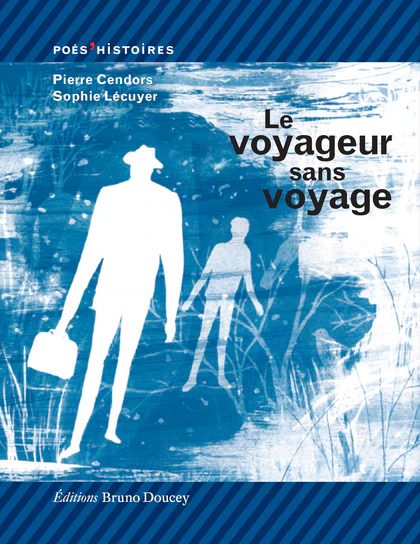 POÉS'HISTOIRES
Pierre Cendors
Sophie Lécuyer
Le
voyageur
sans
voyage
Éditions Bruno Doucey